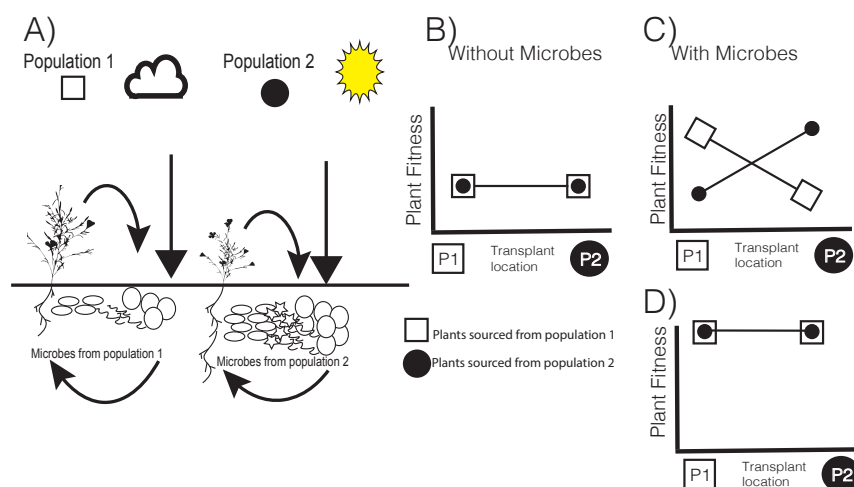 A)
Population 1
Population 2
Microbes from population 1
Microbes from population 2
B)
Without Microbes
Plant Fitness
P1
Transplant
location
P2
Plants sourced from population 1
Plants sourced from population 2
C)
With Microbes
Plant Fitness
P1
Transplant
location
P2
D)
Plant Fitness
P1
Transplant
location
P2